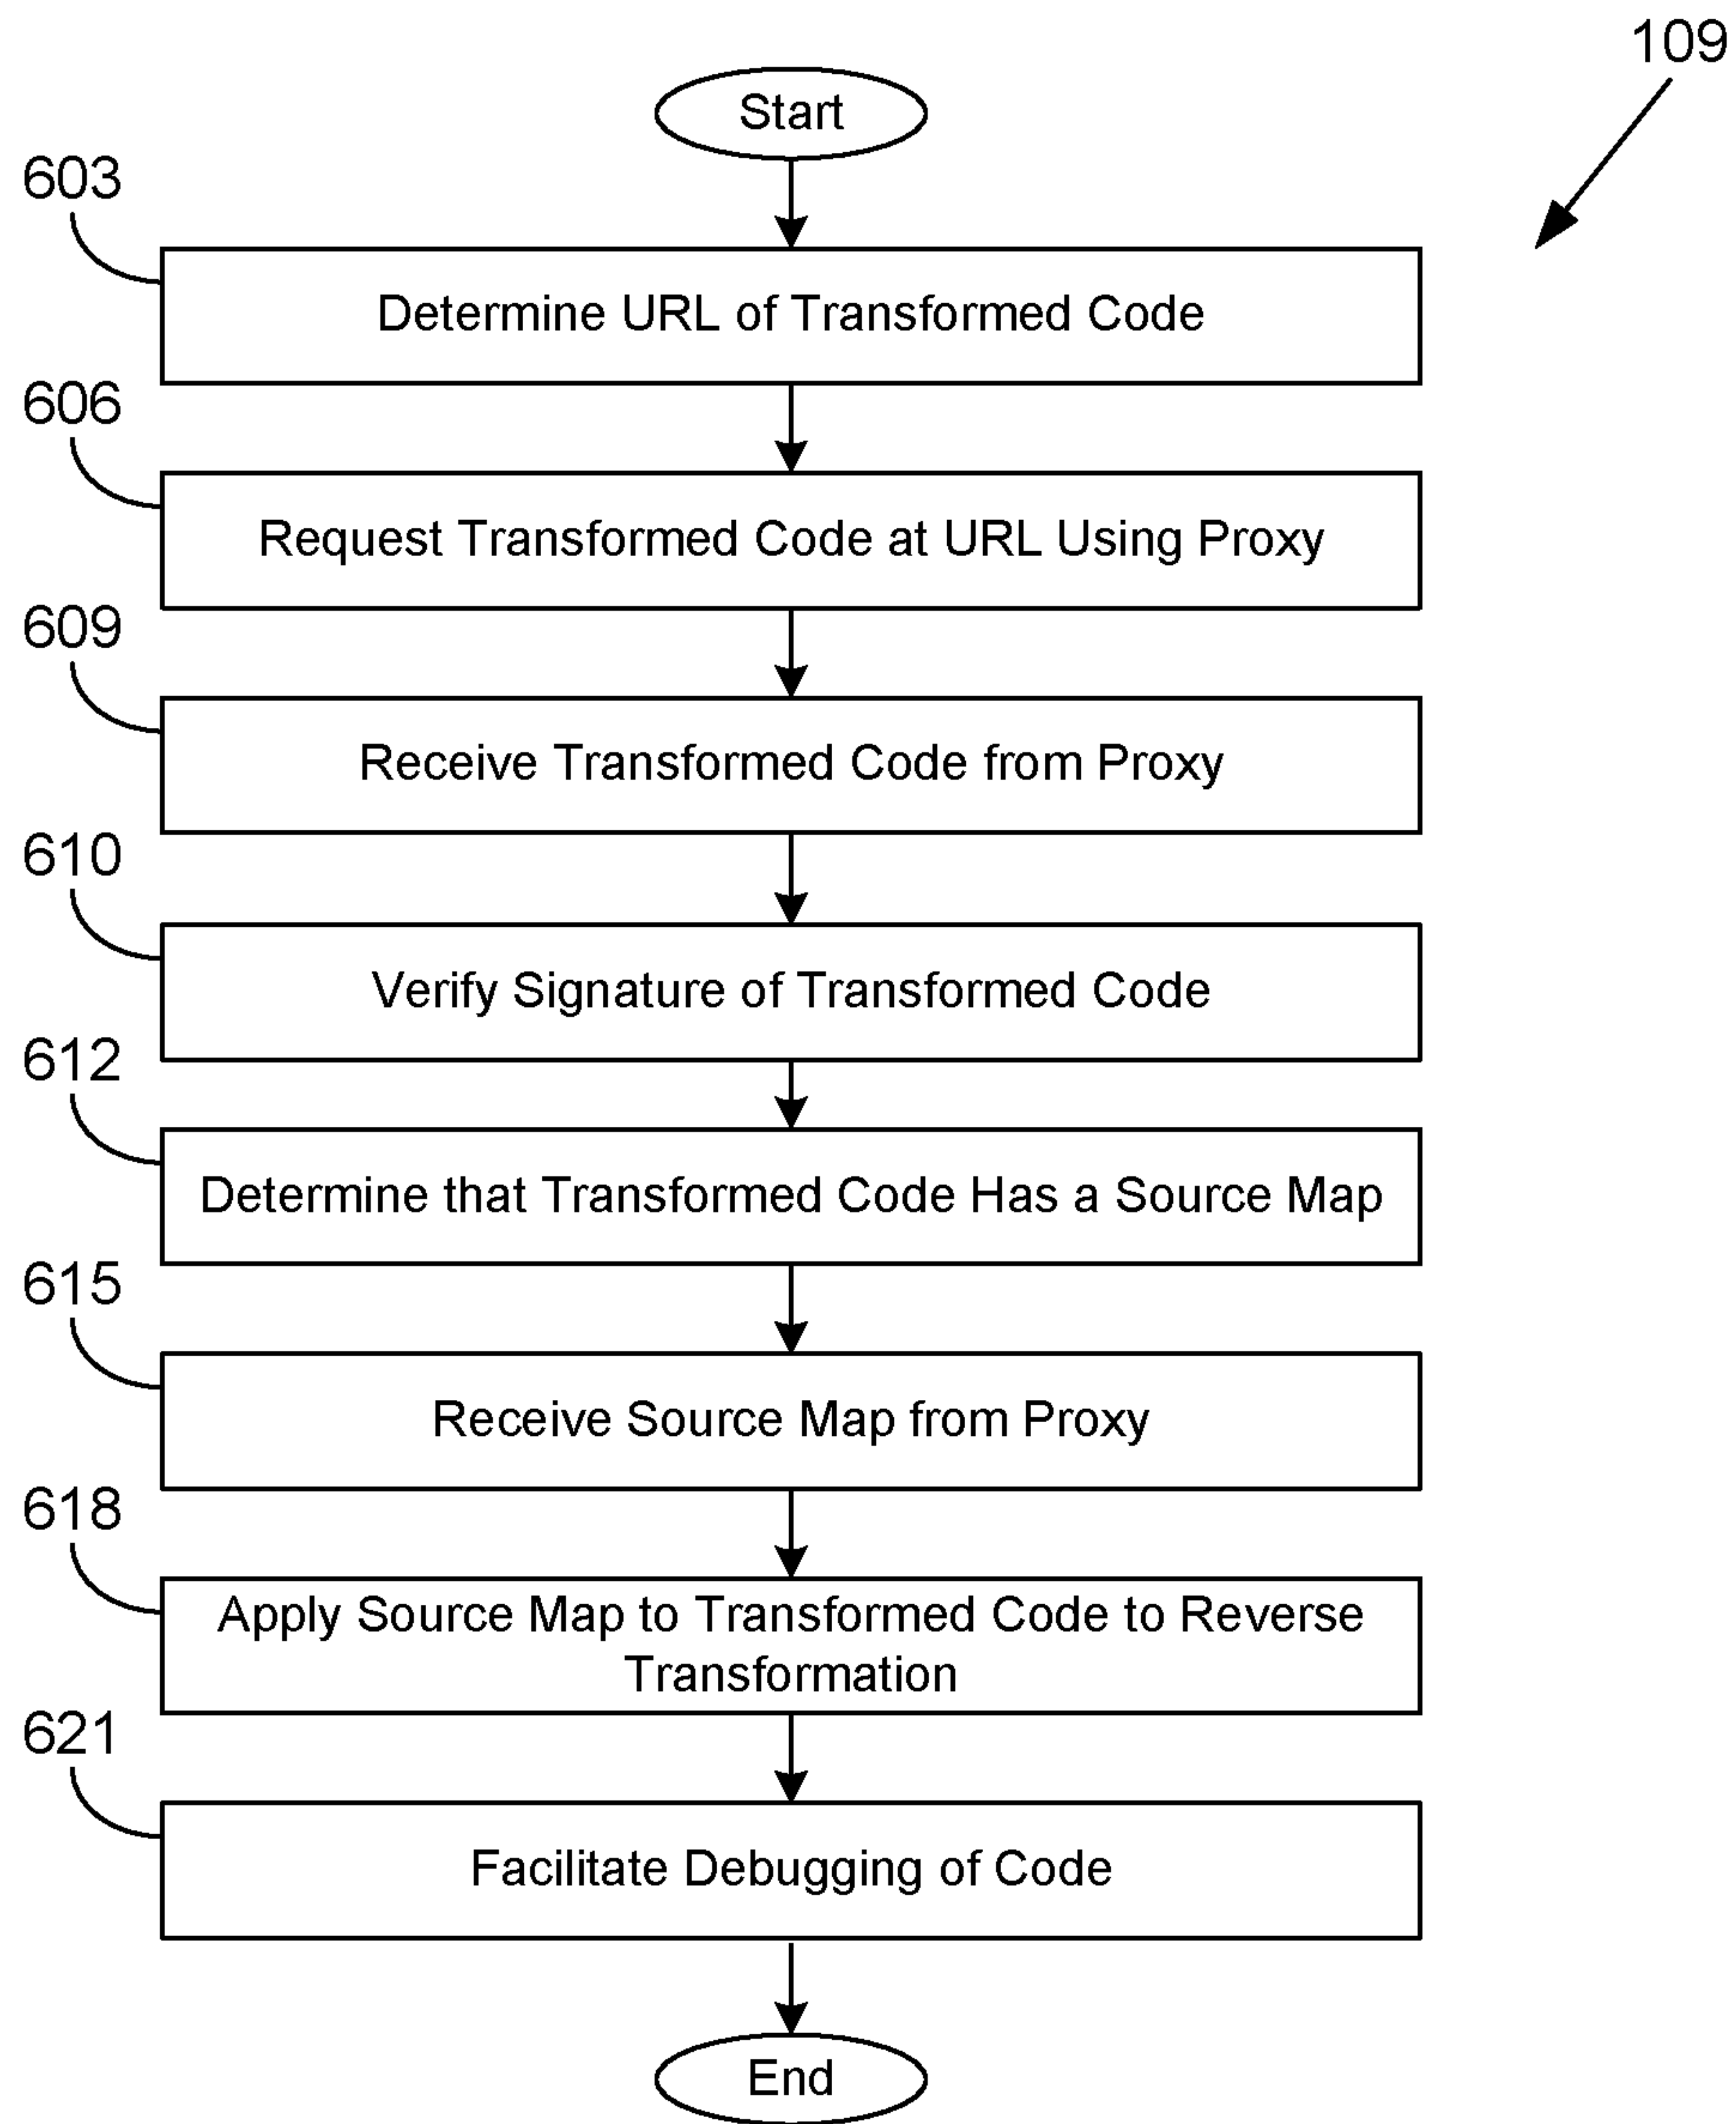 109
Start
603
Determine URL of Transformed Code
606
Request Transformed Code at URL Using Proxy
609
Receive Transformed Code from Proxy
610
Verify Signature of Transformed Code
612
Determine that Transformed Code Has a Source Map
615
Receive Source Map from Proxy
618
Apply Source Map to Transformed Code to Reverse
Transformation
621
Facilitate Debugging of Code
End